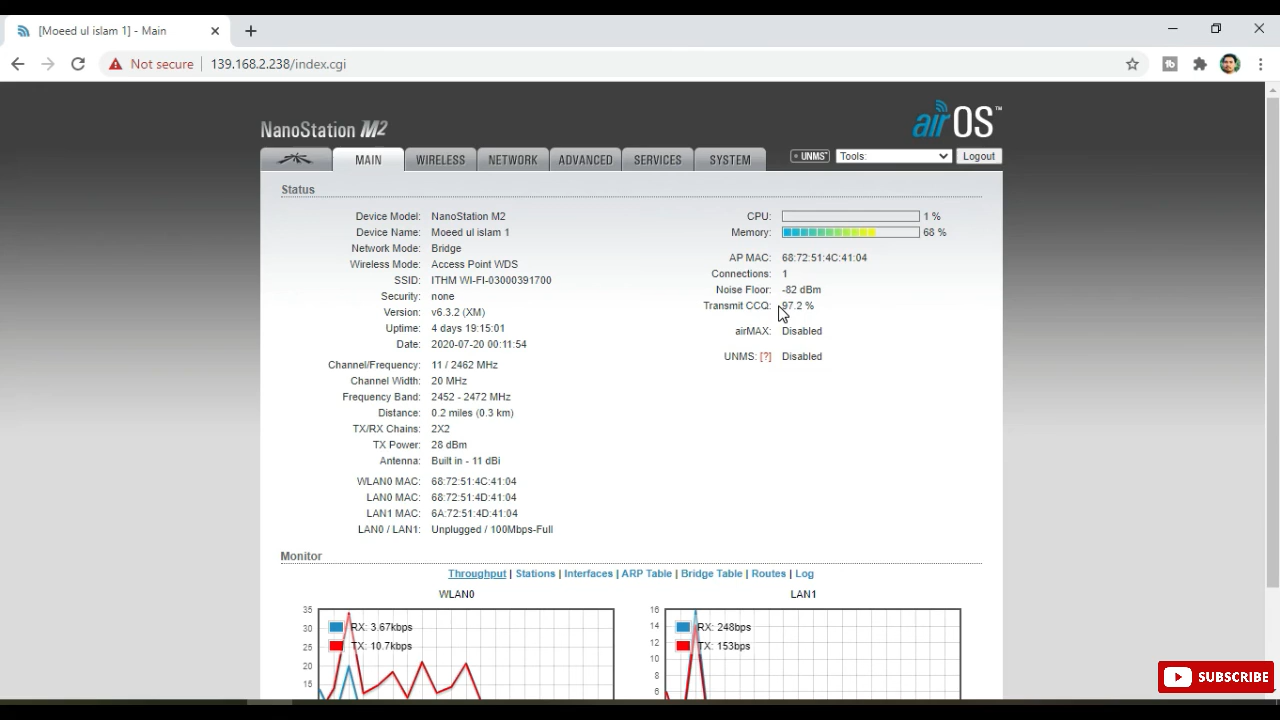 [Moeed ul islam 1] - Main
Not secure
139.168.2.238/index.cgi
NanoStation M2
airOS™
MAIN
WIRELESS
NETWORK
ADVANCED
SERVICES
SYSTEM
UNMS
Tools:
Logout
Status
Device Model: NanoStation M2
Device Name: Moeed ul islam 1
Network Mode: Bridge
Wireless Mode: Access Point WDS
SSID: ITHM WI-FI-03000391700
Security: none
Version: v6.3.2 (XM)
Uptime: 4 days 19:15:01
Date: 2020-07-20 00:11:54
Channel/Frequency: 11 / 2462 MHz
Channel Width: 20 MHz
Frequency Band: 2452 - 2472 MHz
Distance: 0.2 miles (0.3 km)
TX/RX Chains: 2X2
TX Power: 28 dBm
Antenna: Built in - 11 dBi
WLAN0 MAC: 68:72:51:4C:41:04
LAN0 MAC: 68:72:51:4D:41:04
LAN1 MAC: 6A:72:51:4D:41:04
LAN0 / LAN1: Unplugged / 100Mbps-Full
CPU: 1 %
Memory: 68 %
AP MAC: 68:72:51:4C:41:04
Connections: 1
Noise Floor: -82 dBm
Transmit CCQ: 97.2 %
airMAX: Disabled
UNMS: [?] Disabled
Monitor
Throughput | Stations | Interfaces | ARP Table | Bridge Table | Routes | Log
WLAN0
35
30
25
20
15
RX: 3.67kbps
TX: 10.7kbps
LAN1
16
14
12
10
8
6
RX: 248bps
TX: 153bps
SUBSCRIBE